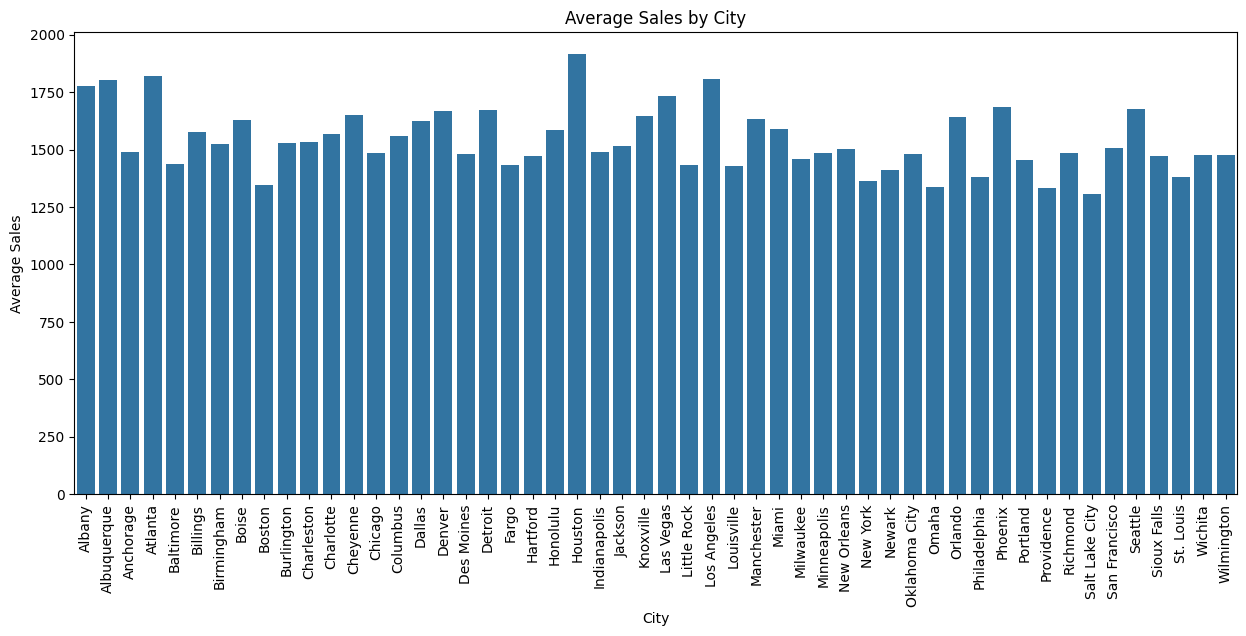 Average Sales by City
2000
1750
1500
1250
1000
750
500
250
0
Average Sales
Albany
Albuquerque
Anchorage
Atlanta
Baltimore
Billings
Birmingham
Boise
Boston
Burlington
Charleston
Charlotte
Cheyenne
Chicago
Columbus
Dallas
Denver
Des Moines
Detroit
Fargo
Hartford
Honolulu
Houston
Indianapolis
Jackson
Knoxville
Las Vegas
Little Rock
Los Angeles
Louisville
Manchester
Miami
Milwaukee
Minneapolis
New Orleans
New York
Newark
Oklahoma City
Omaha
Orlando
Philadelphia
Phoenix
Portland
Providence
Richmond
Salt Lake City
San Francisco
Seattle
Sioux Falls
St. Louis
Wichita
Wilmington
City